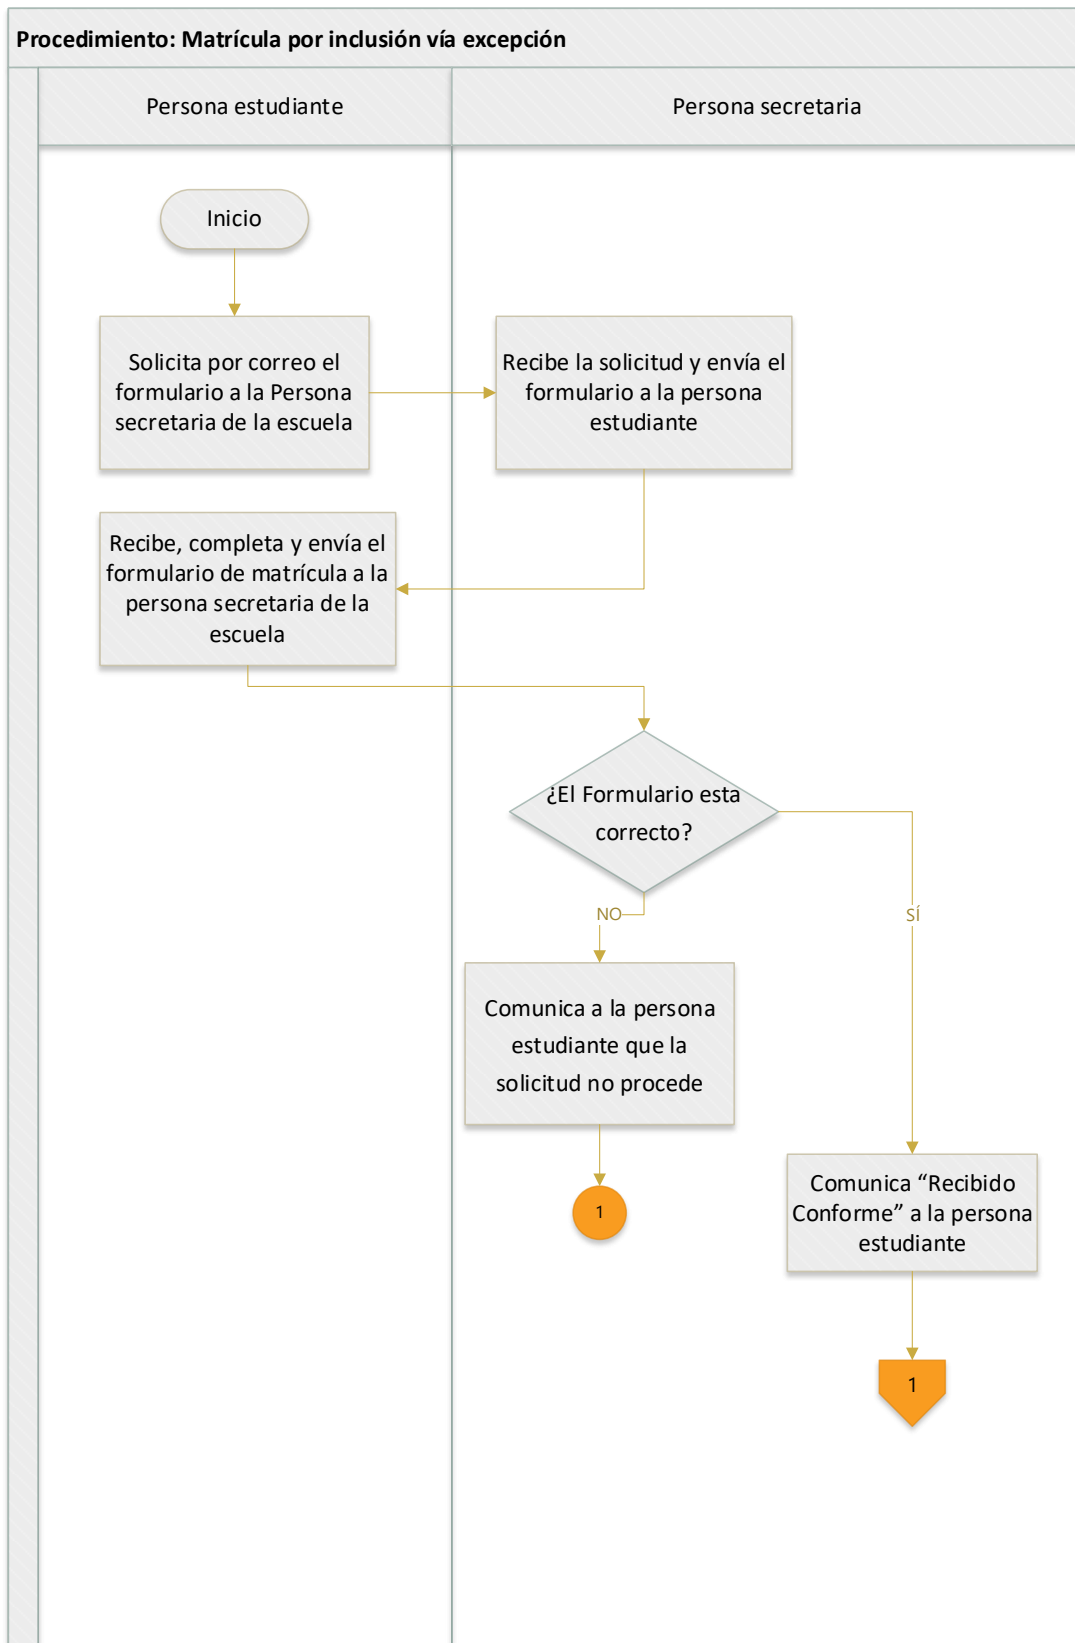 Procedimiento: Matrícula por inclusión vía excepción
Persona estudiante
Persona secretaria
Inicio
Solicita por correo el
formulario a la Persona
secretaria de la escuela
Recibe la solicitud y envía el
formulario a la persona
estudiante
Recibe, completa y envía el
formulario de matrícula a la
persona secretaria de la
escuela
¿El Formulario esta
correcto?
NO
SÍ
Comunica a la persona
estudiante que la
solicitud no procede
1
Comunica “Recibido
Conforme” a la persona
estudiante
1